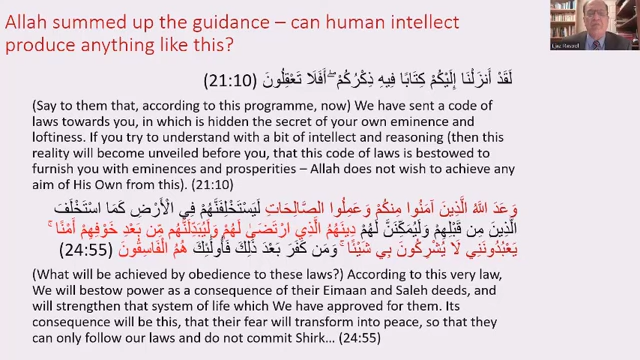 Allah summed up the guidance – can human intellect
produce anything like this?
لَقَدْ أَنزَلْنَا إِلَيْكُمْ كِتَابًا فِيهِ ذِكْرُكُمْ ۖ أَفَلَا تَعْقِلُونَ (21:10)
(Say to them that, according to this programme, now) We have sent a code of
laws towards you, in which is hidden the secret of your own eminence and
loftiness. If you try to understand with a bit of intellect and reasoning (then this
reality will become unveiled before you, that this code of laws is bestowed to
furnish you with eminences and prosperities – Allah does not wish to achieve any
aim of His Own from this). (21:10)
وَعَدَ اللَّهُ الَّذِينَ آمَنُوا مِنكُمْ وَعَمِلُوا الصَّالِحَاتِ لَيَسْتَخْلِفَنَّهُمْ فِي الْأَرْضِ كَمَا اسْتَخْلَفَ
الَّذِينَ مِن قَبْلِهِمْ وَلَيُمَكِّنَنَّ لَهُمْ دِينَهُمُ الَّذِي ارْتَضَىٰ لَهُمْ وَلَيُبَدِّلَنَّهُم مِّن بَعْدِ خَوْفِهِمْ أَمْنًا ۚ
يَعْبُدُونَنِي لَا يُشْرِكُونَ بِي شَيْئًا ۚ وَمَن كَفَرَ بَعْدَ ذَٰلِكَ فَأُولَٰئِكَ هُمُ الْفَاسِقُونَ (24:55)
(What will be achieved by obedience to these laws?) According to this very law,
We will bestow power as a consequence of their Eimaan and Saleh deeds, and
will strengthen that system of life which We have approved for them. Its
consequence will be this, that their fear will transform into peace, so that they
can only follow our laws and do not commit Shirk... (24:55)